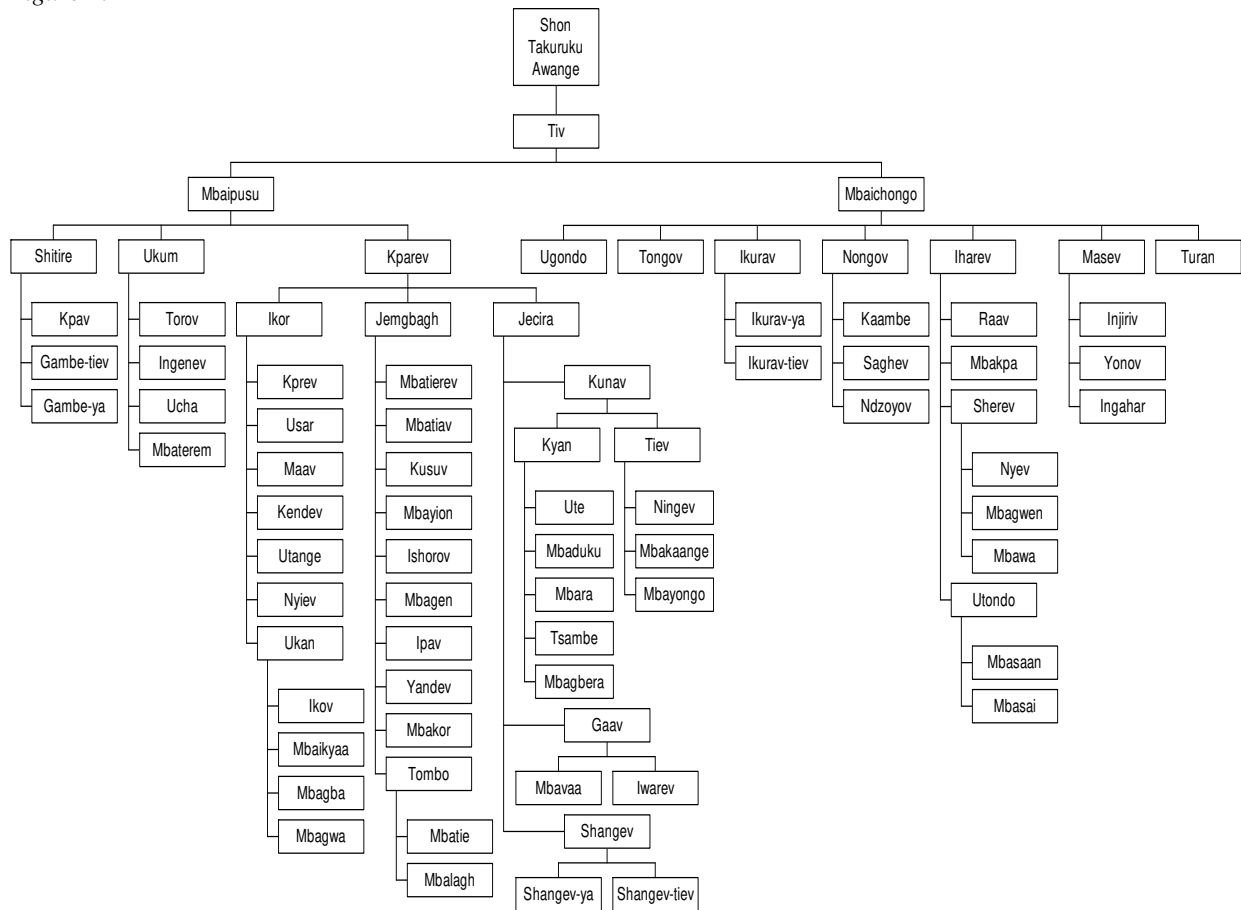 Shon
Takuruku
Awange
Tiv
Mbaipusu
Mbaichongo
Shitire
Ukum
Kparev
Ugondo
Tongov
Ikurav
Nongov
Iharev
Masev
Turan
Kpav
Gambe-tiev
Gambe-ya
Torov
Ingenev
Ucha
Mbaterem
Ikor
Jemgbagh
Jecira
Kprev
Usar
Maav
Kendev
Utange
Nyiev
Ukan
Ikov
Mbaikyaa
Mbagba
Mbagwa
Mbatierev
Mbatiav
Kusuv
Mbayion
Ishorov
Mbagen
Ipav
Yandev
Mbakor
Tombo
Mbatie
Mbalagh
Kunav
Kyan
Tiev
Ute
Mbaduku
Mbara
Tsambe
Mbagbera
Ningev
Mbakaange
Mbayongo
Gaav
Mbavaa
Iwarev
Shangev
Shangev-ya
Shangev-tiev
Ikurav-ya
Ikurav-tiev
Kaambe
Saghev
Ndzoyov
Raav
Mbakpa
Sherev
Nyev
Mbagwen
Mbawa
Utondo
Mbasaan
Mbasai
Injiriv
Yonov
Ingahar